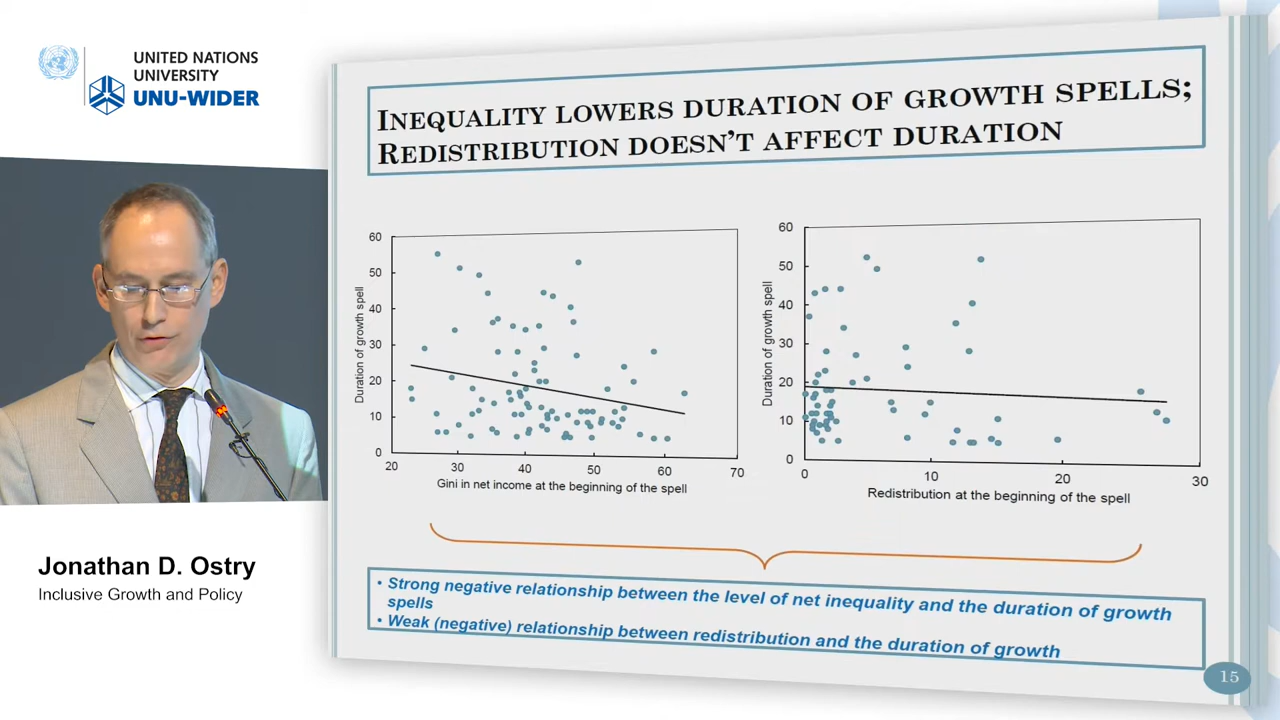 UNITED NATIONS
UNIVERSITY
UNU-WIDER
INEQUALITY LOWERS DURATION OF GROWTH SPELLS;
REDISTRIBUTION DOESN'T AFFECT DURATION
60
50
40
30
20
10
0
Duration of growth spell
20 30 40 50 60 70
Gini in net income at the beginning of the spell
60
50
40
30
20
10
0
Duration of growth spell
0 10 20 30
Redistribution at the beginning of the spell
• Strong negative relationship between the level of net inequality and the duration of growth
spells
• Weak (negative) relationship between redistribution and the duration of growth
15
Jonathan D. Ostry
Inclusive Growth and Policy